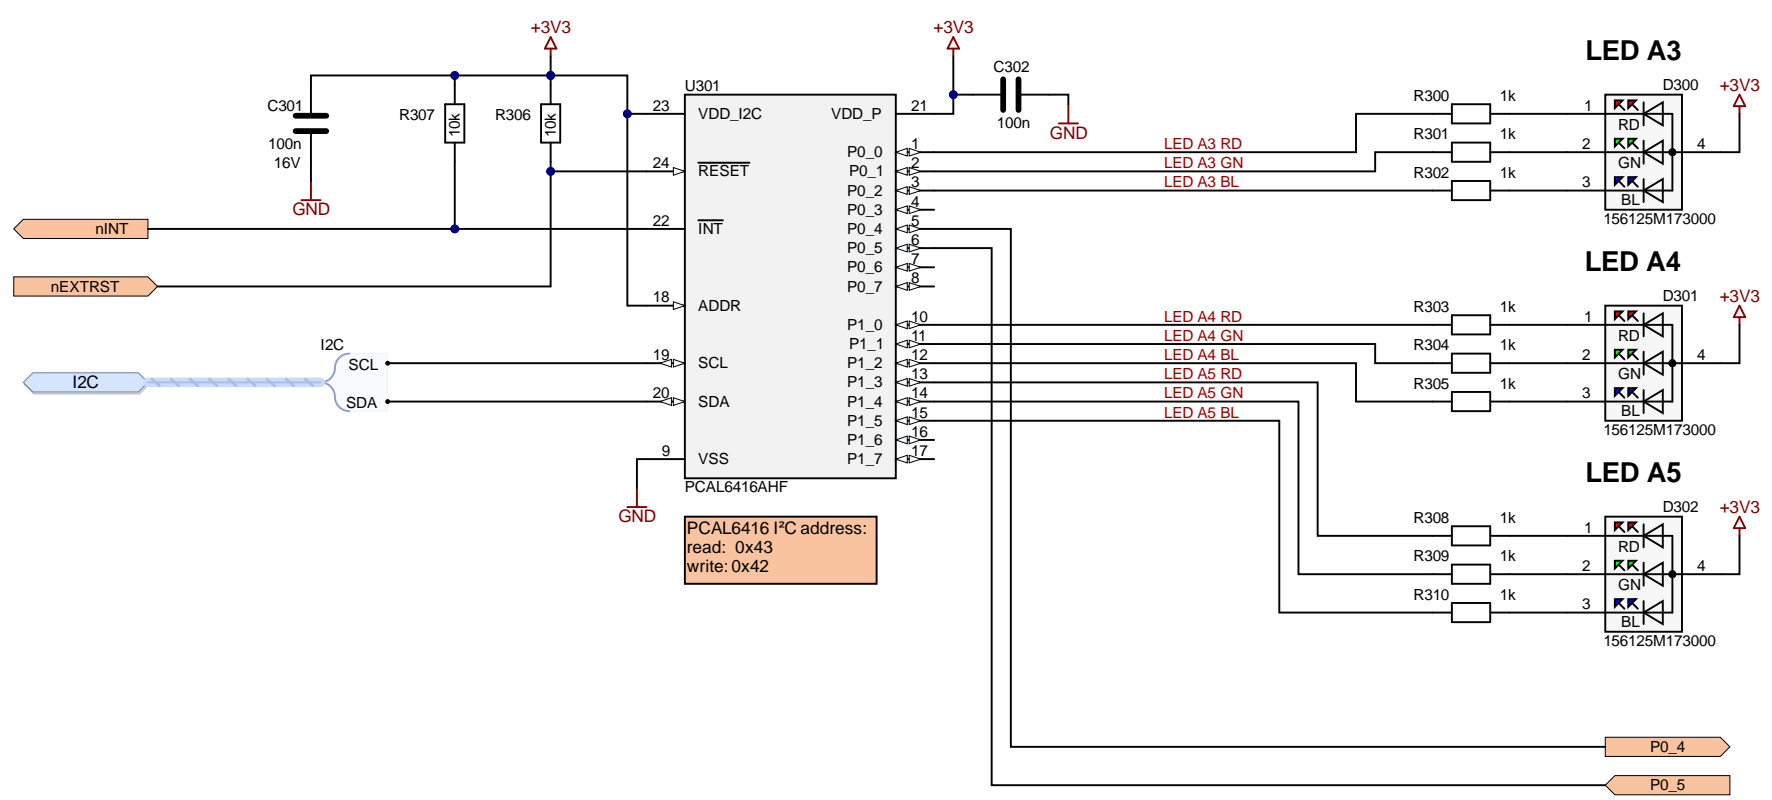 +3V3
C301
100n
16V
GND
R307
10k
R306
10k
nINT
nEXTRST
I2C
I2C
SCL
SDA
U301
23 VDD_I2C
24 RESET
22 INT
18 ADDR
19 SCL
20 SDA
9 VSS
GND
VDD_P 21
P0_0 1
P0_1 2
P0_2 3
P0_3 4
P0_4 5
P0_5 6
P0_6 7
P0_7 8
P1_0 10
P1_1 11
P1_2 12
P1_3 13
P1_4 14
P1_5 15
P1_6 16
P1_7 17
PCAL6416AHF
PCAL6416 I²C address:
read: 0x43
write: 0x42
+3V3
C302
100n
GND
LED A3 RD
LED A3 GN
LED A3 BL
LED A4 RD
LED A4 GN
LED A4 BL
LED A5 RD
LED A5 GN
LED A5 BL
LED A3
D300
+3V3
R300 1k 1 RD
R301 1k 2 GN 4
R302 1k 3 BL
156125M173000
LED A4
D301
+3V3
R303 1k 1 RD
R304 1k 2 GN 4
R305 1k 3 BL
156125M173000
LED A5
D302
+3V3
R308 1k 1 RD
R309 1k 2 GN 4
R310 1k 3 BL
156125M173000
P0_4
P0_5